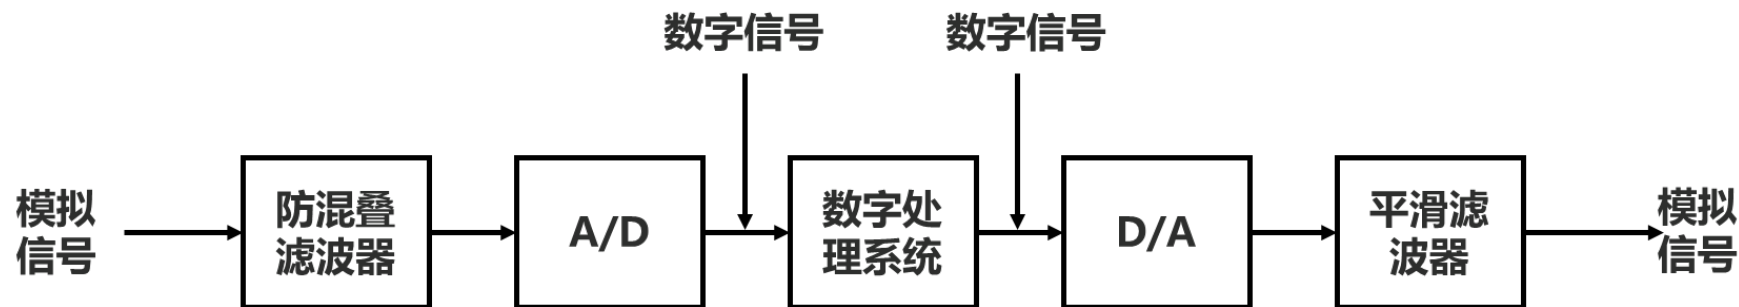 数字信号
数字信号
模拟
信号
防混叠
滤波器
A/D
数字处
理系统
D/A
平滑滤
波器
模拟
信号